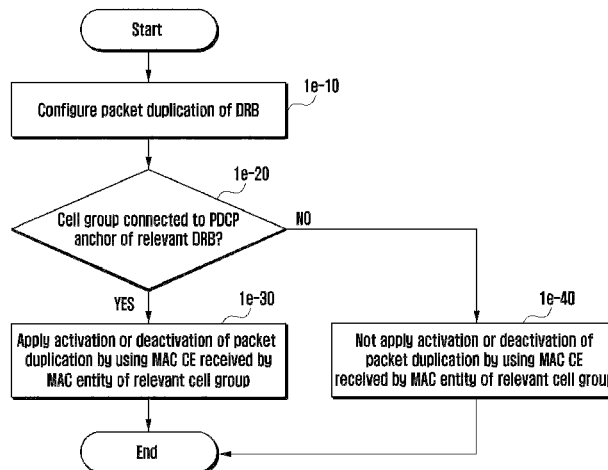 Start
1e-10
Configure packet duplication of DRB
1e-20
Cell group connected to PDCP
anchor of relevant DRB?
NO
YES
1e-30
Apply activation or deactivation of packet
duplication by using MAC CE received by
MAC entity of relevant cell group
1e-40
Not apply activation or deactivation of
packet duplication by using MAC CE
received by MAC entity of relevant cell group
End